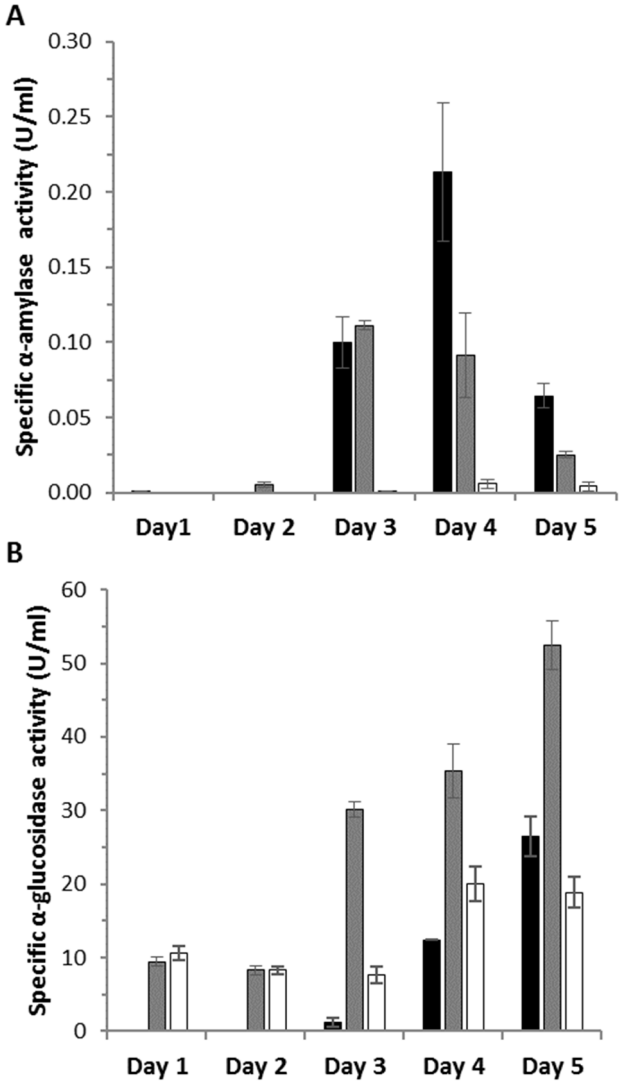 A
Specific α-amylase activity (U/ml)
0.30
0.25
0.20
0.15
0.10
0.05
0.00
Day1 Day 2 Day 3 Day 4 Day 5
B
Specific α-glucosidase activity (U/ml)
60
50
40
30
20
10
0
Day 1 Day 2 Day 3 Day 4 Day 5